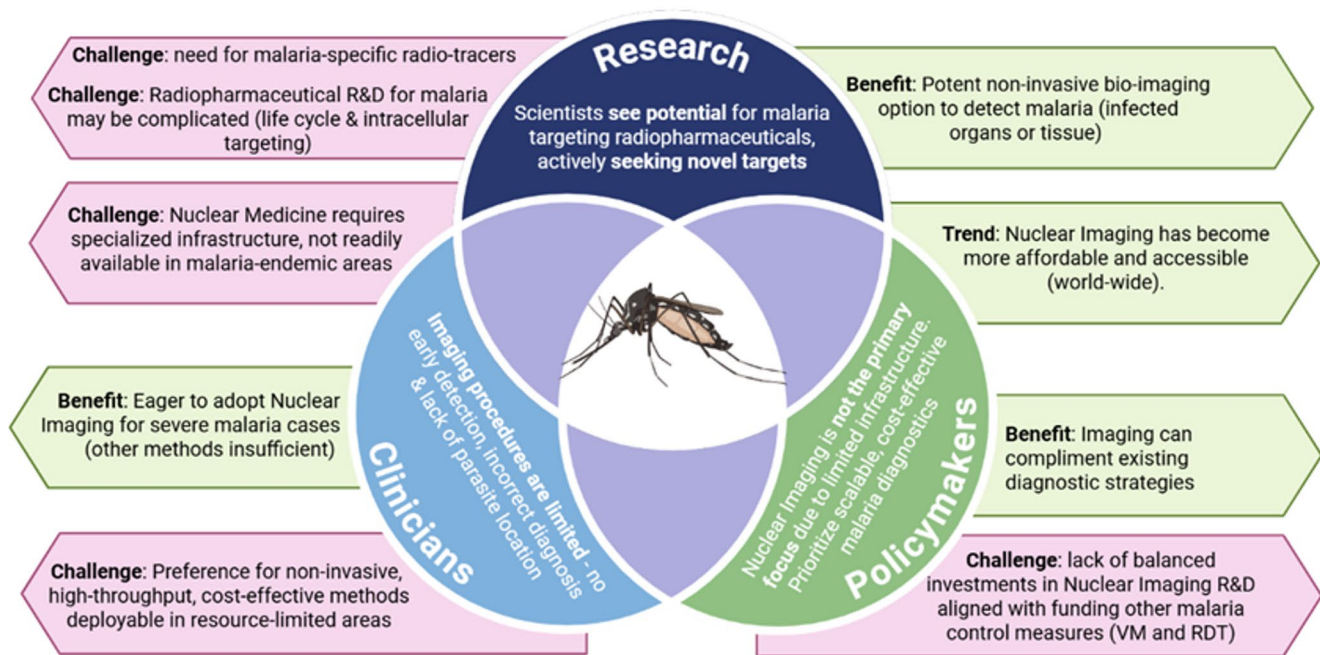 Challenge: need for malaria-specific radio-tracers
Challenge: Radiopharmaceutical R&D for malaria
may be complicated (life cycle & intracellular
targeting)
Challenge: Nuclear Medicine requires
specialized infrastructure, not readily
available in malaria-endemic areas
Benefit: Eager to adopt Nuclear
Imaging for severe malaria cases
(other methods insufficient)
Challenge: Preference for non-invasive,
high-throughput, cost-effective methods
deployable in resource-limited areas
Research
Scientists see potential for malaria
targeting radiopharmaceuticals,
actively seeking novel targets
Clinicians
Imaging procedures are limited - no
early detection, incorrect diagnosis
& lack of parasite location
Nuclear Imaging is not the primary
focus due to limited infrastructure.
Prioritize scalable, cost-effective
malaria diagnostics
Policymakers
Benefit: Potent non-invasive bio-imaging
option to detect malaria (infected
organs or tissue)
Trend: Nuclear Imaging has become
more affordable and accessible
(world-wide).
Benefit: Imaging can
compliment existing
diagnostic strategies
Challenge: lack of balanced
investments in Nuclear Imaging R&D
aligned with funding other malaria
control measures (VM and RDT)